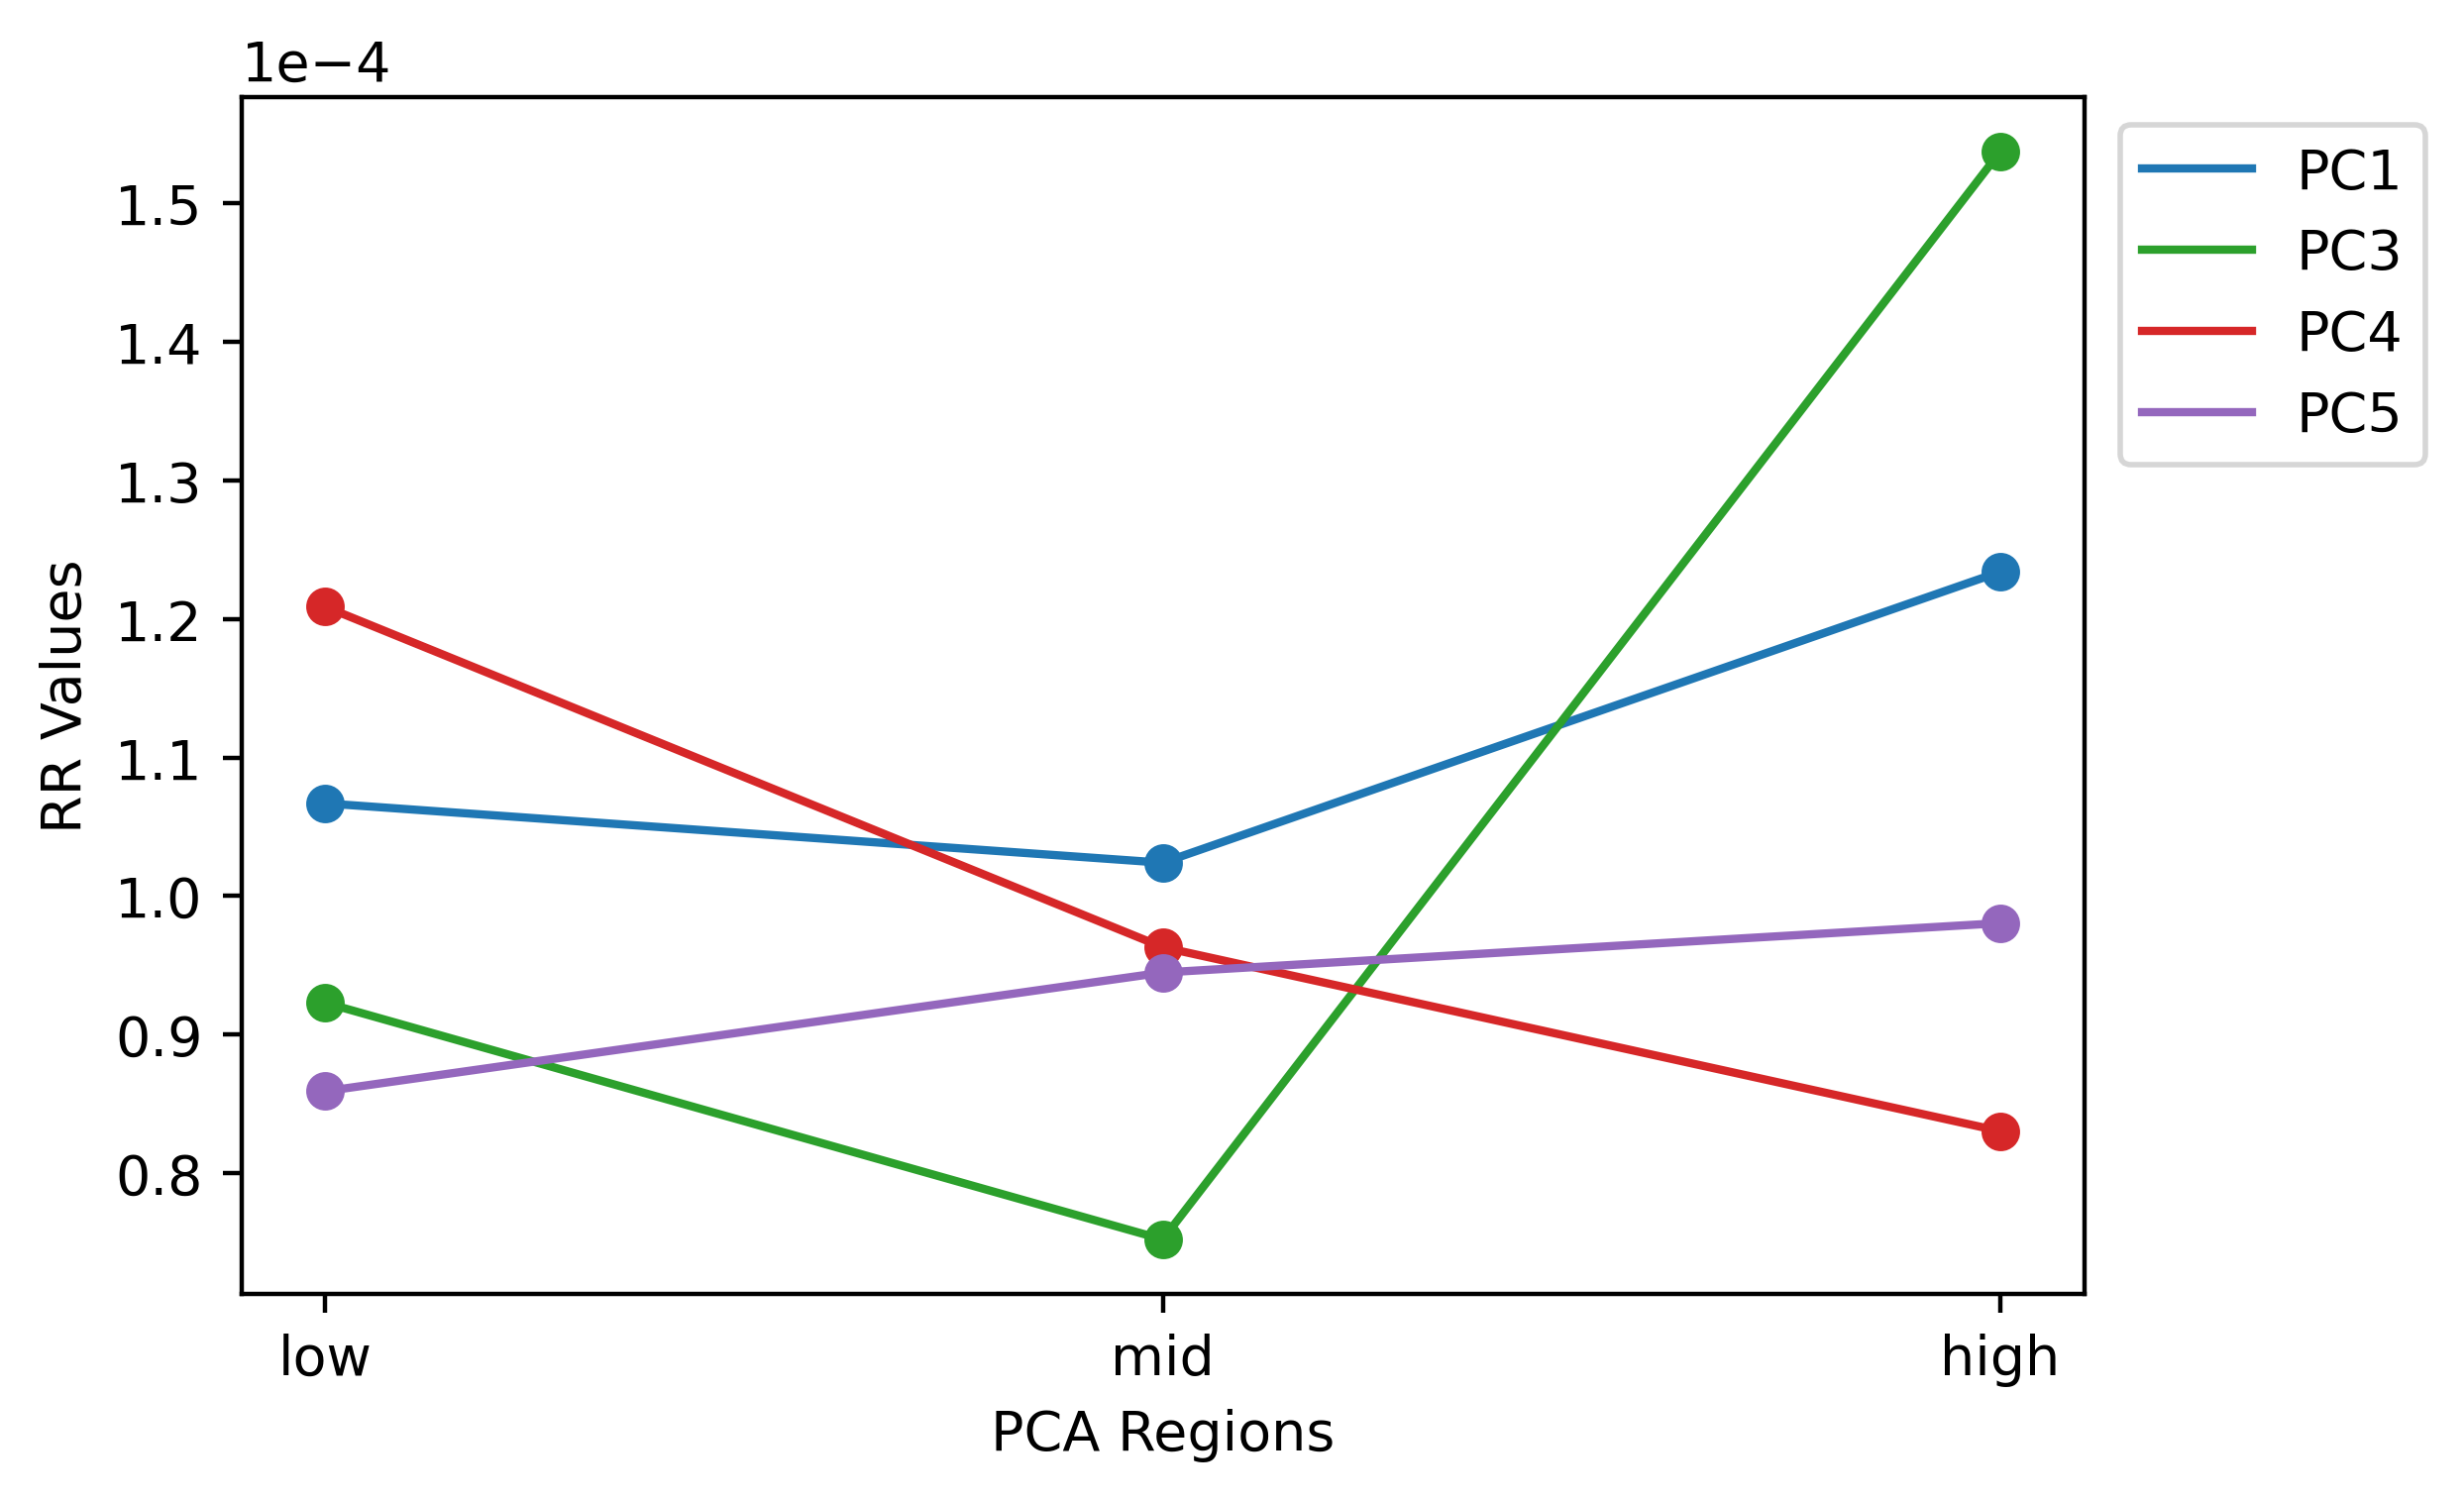 1e−4
1.5
1.4
1.3
1.2
1.1
1.0
0.9
0.8
RR Values
low mid high
PCA Regions
PC1
PC3
PC4
PC5